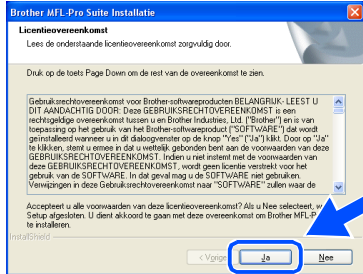 Brother MFL-Pro Suite Installatie
Licentieovereenkomst
Lees de onderstaande licentieovereenkomst zorgvuldig door.
Druk op de toets Page Down om de rest van de overeenkomst te zien.
Gebruiksrechtovereenkomst voor Brother-softwareproducten BELANGRIJK- LEEST U
DIT AANDACHTIG DOOR: Deze GEBRUIKSRECHTOVEREENKOMST is een
rechtsgeldige overeenkomst tussen u en Brother Industries, Ltd. ("Brother") en is van
toepassing op het gebruik van het Brother-softwareproduct ("SOFTWARE") dat wordt
geïnstalleerd wanneer u in dit dialoogvenster op de knop "Yes" ("Ja") klikt. Door op "Ja"
te klikken, stemt u ermee in dat u wettelijk gebonden bent aan de voorwaarden van deze
GEBRUIKSRECHTOVEREENKOMST. Indien u niet instemt met de voorwaarden van
deze GEBRUIKSRECHTOVEREENKOMST, wordt geen licentie verstrekt voor het
gebruik van de SOFTWARE. In dat geval mag u de SOFTWARE niet gebruiken.
Verwijzingen in deze Gebruiksrechtovereenkomst naar "SOFTWARE" zullen waar de
Accepteert u alle voorwaarden van deze licentieovereenkomst? Als u Nee selecteert, w
Setup afgesloten. U dient akkoord te gaan met deze overeenkomst om Brother MFL-P
te installeren.
InstallShield
< Vorige
Ja
Nee